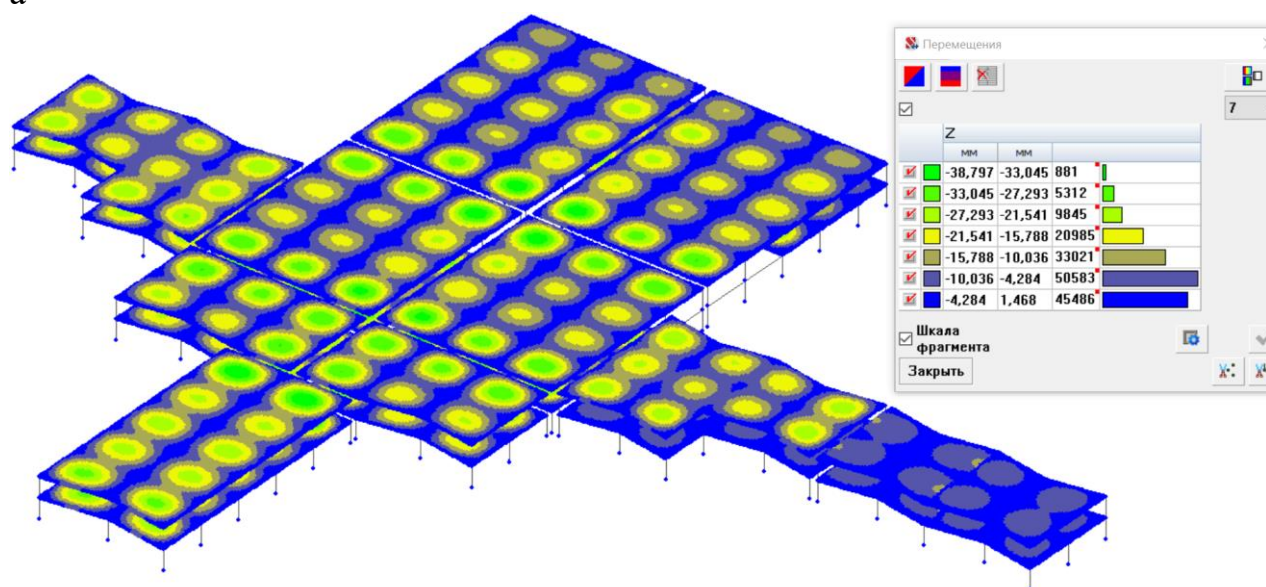 а
Перемещения
7
Z
мм мм
-38,797 -33,045 881
-33,045 -27,293 5312
-27,293 -21,541 9845
-21,541 -15,788 20985
-15,788 -10,036 33021
-10,036 -4,284 50583
-4,284 1,468 45486
Шкала
фрагмента
Закрыть